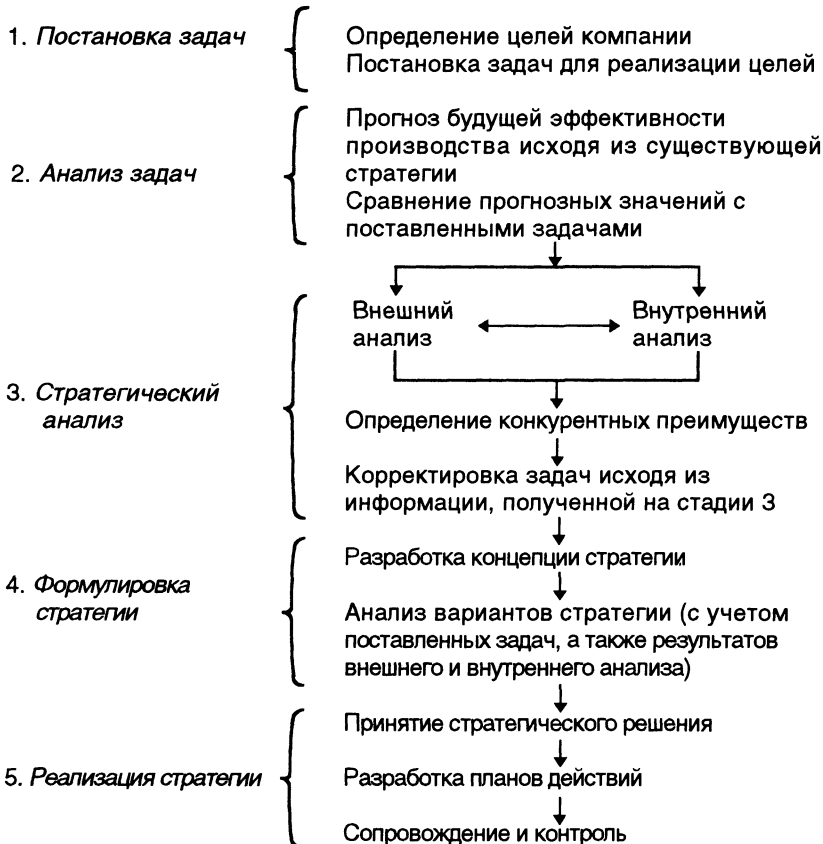 1. Постановка задач
Определение целей компании
Постановка задач для реализации целей
2. Анализ задач
Прогноз будущей эффективности
производства исходя из существующей
стратегии
Сравнение прогнозных значений с
поставленными задачами
3. Стратегический
анализ
Внешний
анализ
Внутренний
анализ
Определение конкурентных преимуществ
Корректировка задач исходя из
информации, полученной на стадии 3
4. Формулировка
стратегии
Разработка концепции стратегии
Анализ вариантов стратегии (с учетом
поставленных задач, а также результатов
внешнего и внутреннего анализа)
5. Реализация стратегии
Принятие стратегического решения
Разработка планов действий
Сопровождение и контроль